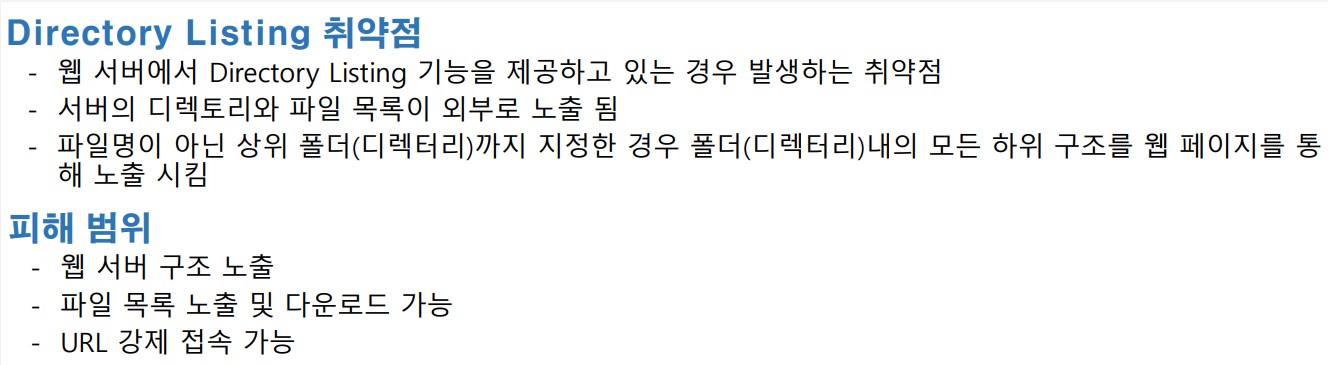 Directory Listing 취약점
- 웹 서버에서 Directory Listing 기능을 제공하고 있는 경우 발생하는 취약점
- 서버의 디렉토리와 파일 목록이 외부로 노출 됨
- 파일명이 아닌 상위 폴더(디렉터리)까지 지정한 경우 폴더(디렉터리)내의 모든 하위 구조를 웹 페이지를 통
해 노출 시킴
피해 범위
- 웹 서버 구조 노출
- 파일 목록 노출 및 다운로드 가능
- URL 강제 접속 가능